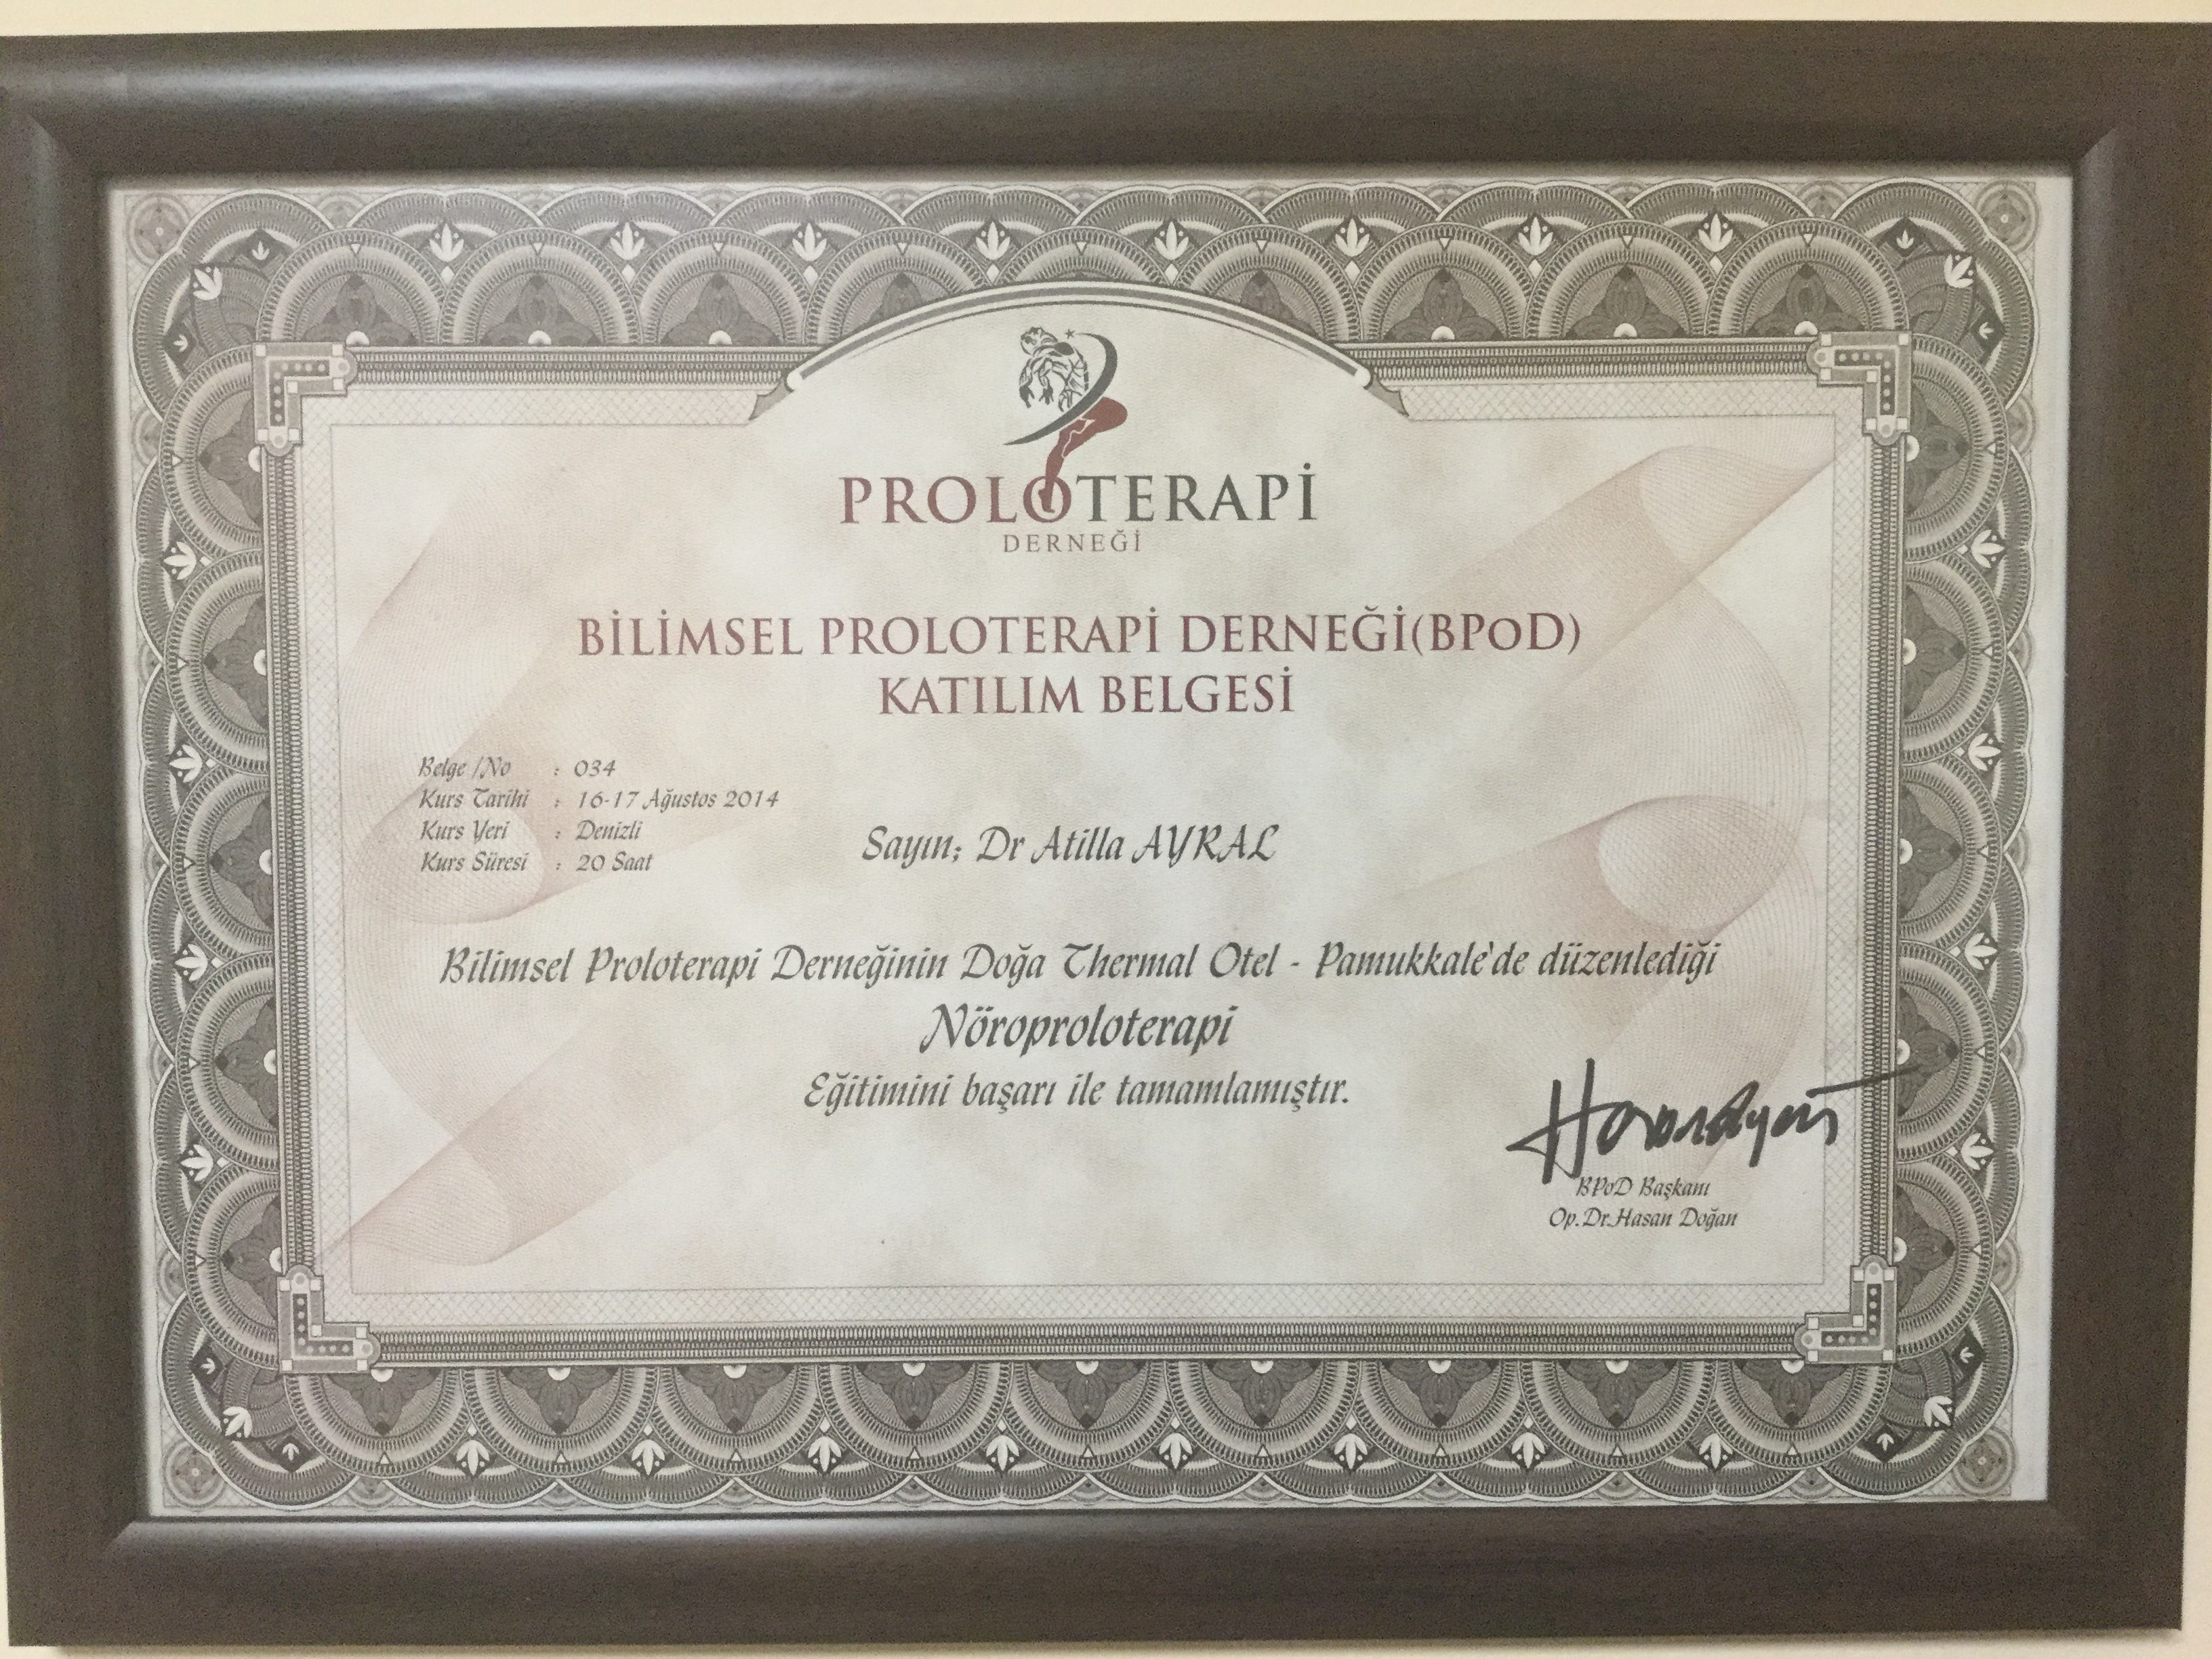 PROLOTERAPİ
DERNEĞİ
BİLİMSEL PROLOTERAPİ DERNEĞİ(BPoD)
KATILIM BELGESİ
Belge /No : 034
Kurs Tarihi : 16-17 Ağustos 2014
Kurs Yeri : Denizli
Kurs Süresi : 20 Saat
Sayın; Dr Atilla AYRAL
Bilimsel Proloterapi Derneğinin Doğa Thermal Otel - Pamukkale'de düzenlediği
Nöroproloterapi
Eğitimini başarı ile tamamlamıştır.
BPoD Başkanı
Op.Dr.Hasan Doğan